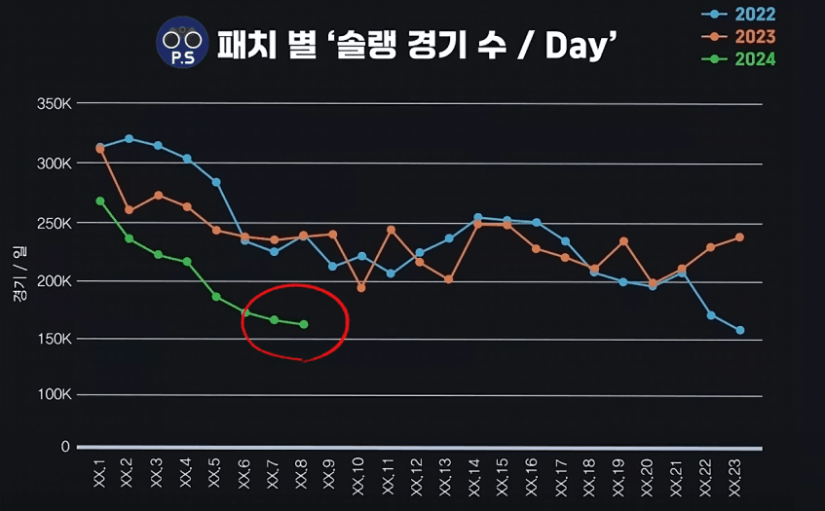 P.S
패치 별 ‘솔랭 경기 수 / Day’
2022
2023
2024
경기 / 일
350K
300K
250K
200K
150K
100K
0
XX.1
XX.2
XX.3
XX.4
XX.5
XX.6
XX.7
XX.8
XX.9
XX.10
XX.11
XX.12
XX.13
XX.14
XX.15
XX.16
XX.17
XX.18
XX.19
XX.20
XX.21
XX.22
XX.23